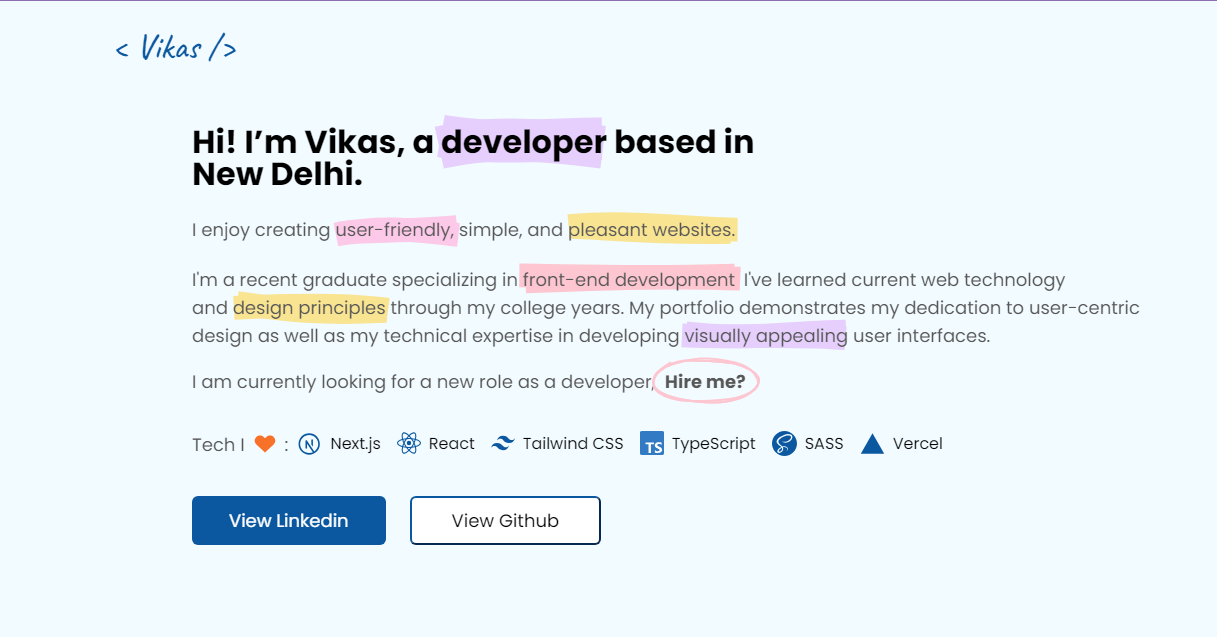 < Vikas />
Hi! I’m Vikas, a developer based in
New Delhi.
I enjoy creating user-friendly, simple, and pleasant websites.
I'm a recent graduate specializing in front-end development I've learned current web technology
and design principles through my college years. My portfolio demonstrates my dedication to user-centric
design as well as my technical expertise in developing visually appealing user interfaces.
I am currently looking for a new role as a developer, Hire me?
Tech I 🧡 : N Next.js React Tailwind CSS TS TypeScript S SASS Vercel
View Linkedin View Github